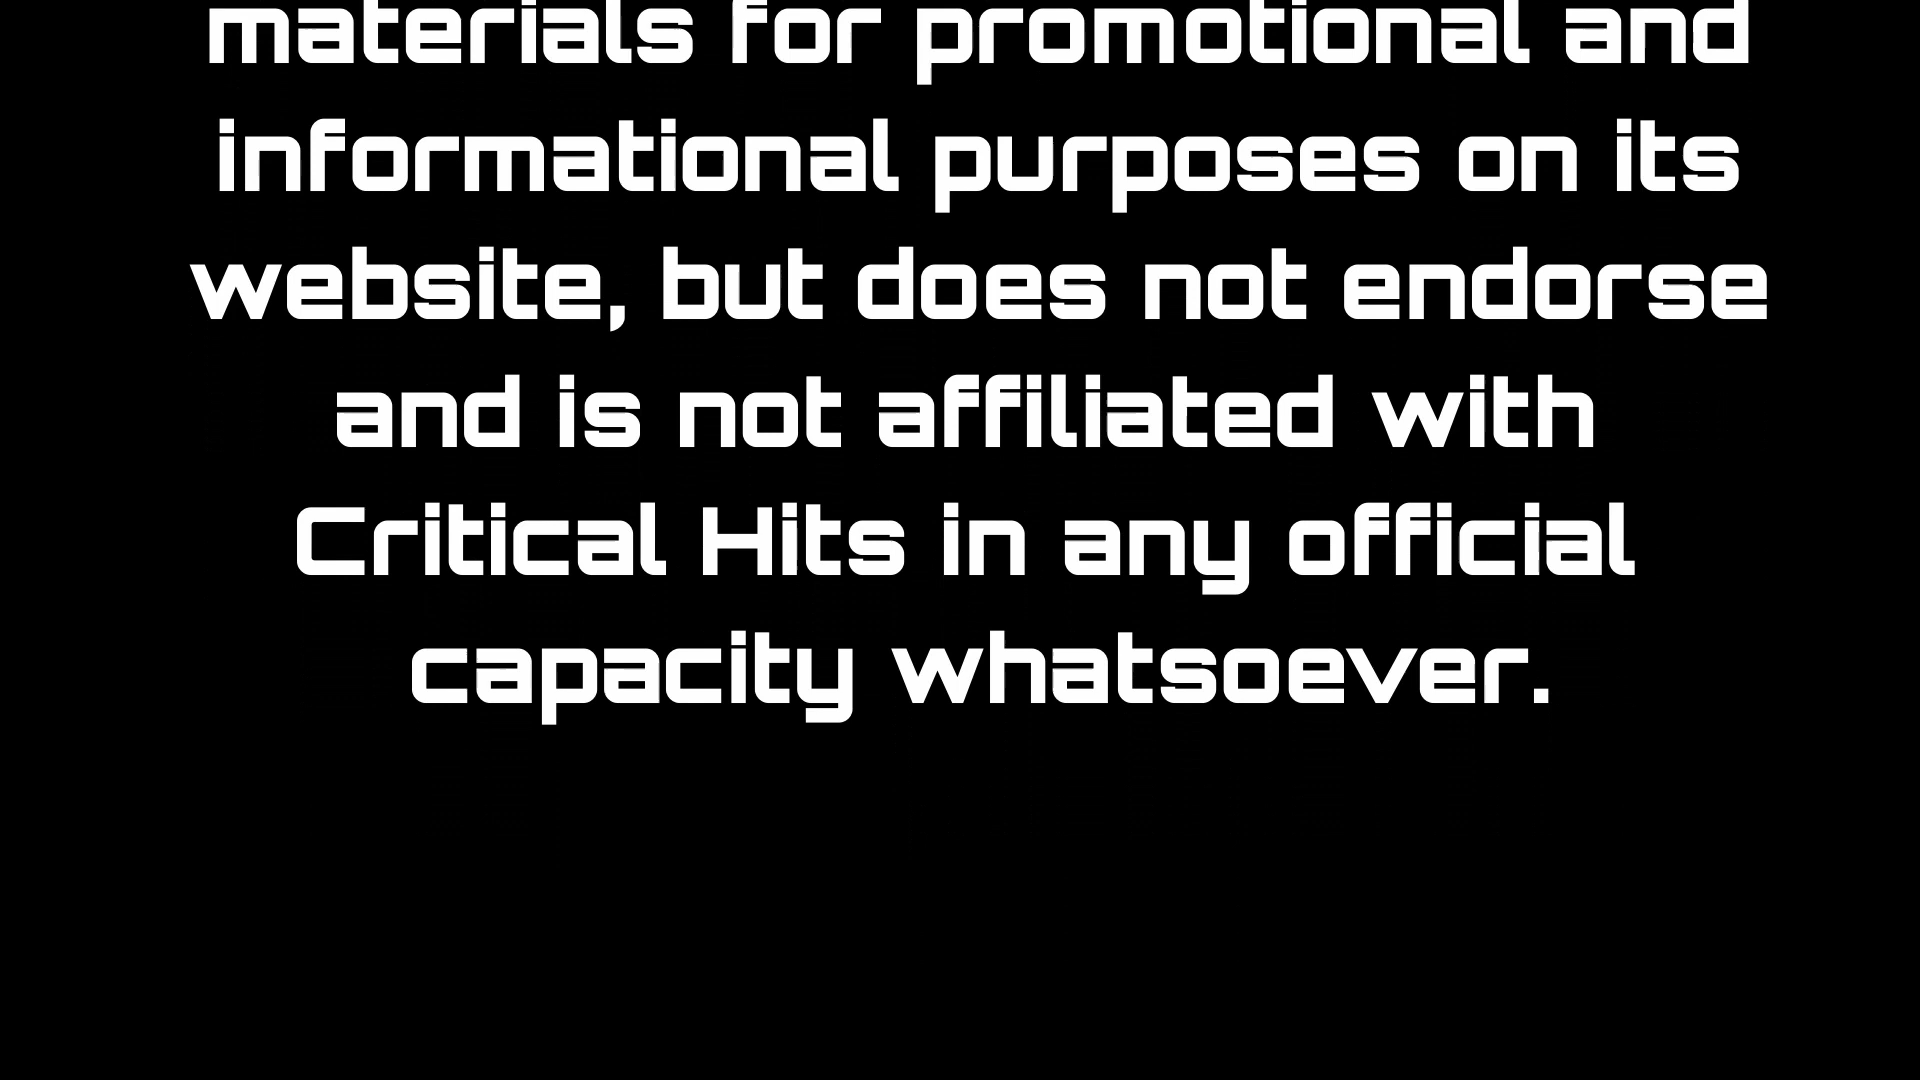 materials for promotional and
informational purposes on its
website, but does not endorse
and is not affiliated with
Critical Hits in any official
capacity whatsoever.